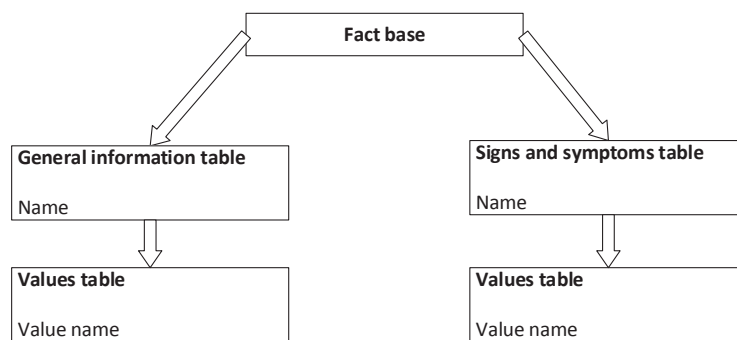 Fact base
General information table
Name
Signs and symptoms table
Name
Values table
Value name
Values table
Value name